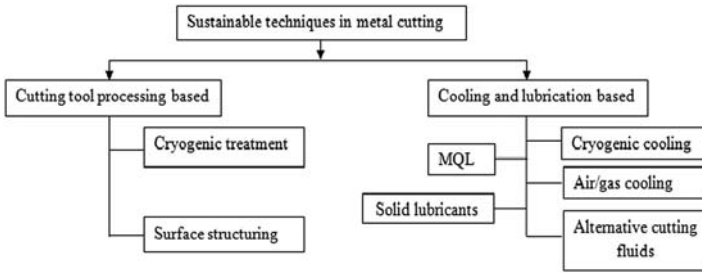 Sustainable techniques in metal cutting
Cutting tool processing based
Cooling and lubrication based
Cryogenic treatment
Surface structuring
MQL
Solid lubricants
Cryogenic cooling
Air/gas cooling
Alternative cutting
fluids